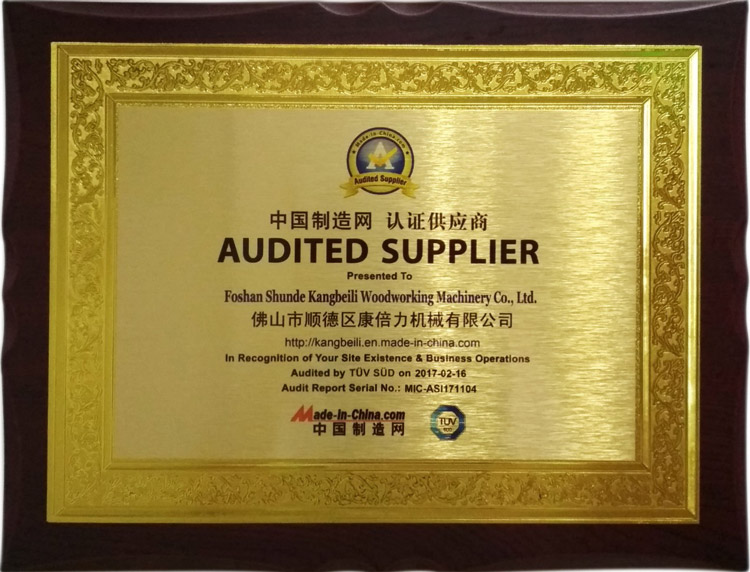 Made-in-China.com
A
Audited Supplier
中国制造网 认证供应商
AUDITED SUPPLIER
Presented To
Foshan Shunde Kangbeili Woodworking Machinery Co., Ltd.
佛山市顺德区康倍力机械有限公司
http://kangbeili.en.made-in-china.com
In Recognition of Your Site Existence & Business Operations
Audited by TÜV SÜD on 2017-02-16
Audit Report Serial No.: MIC-ASI171104
Made-in-China.com
中国制造网
TÜV
SÜD